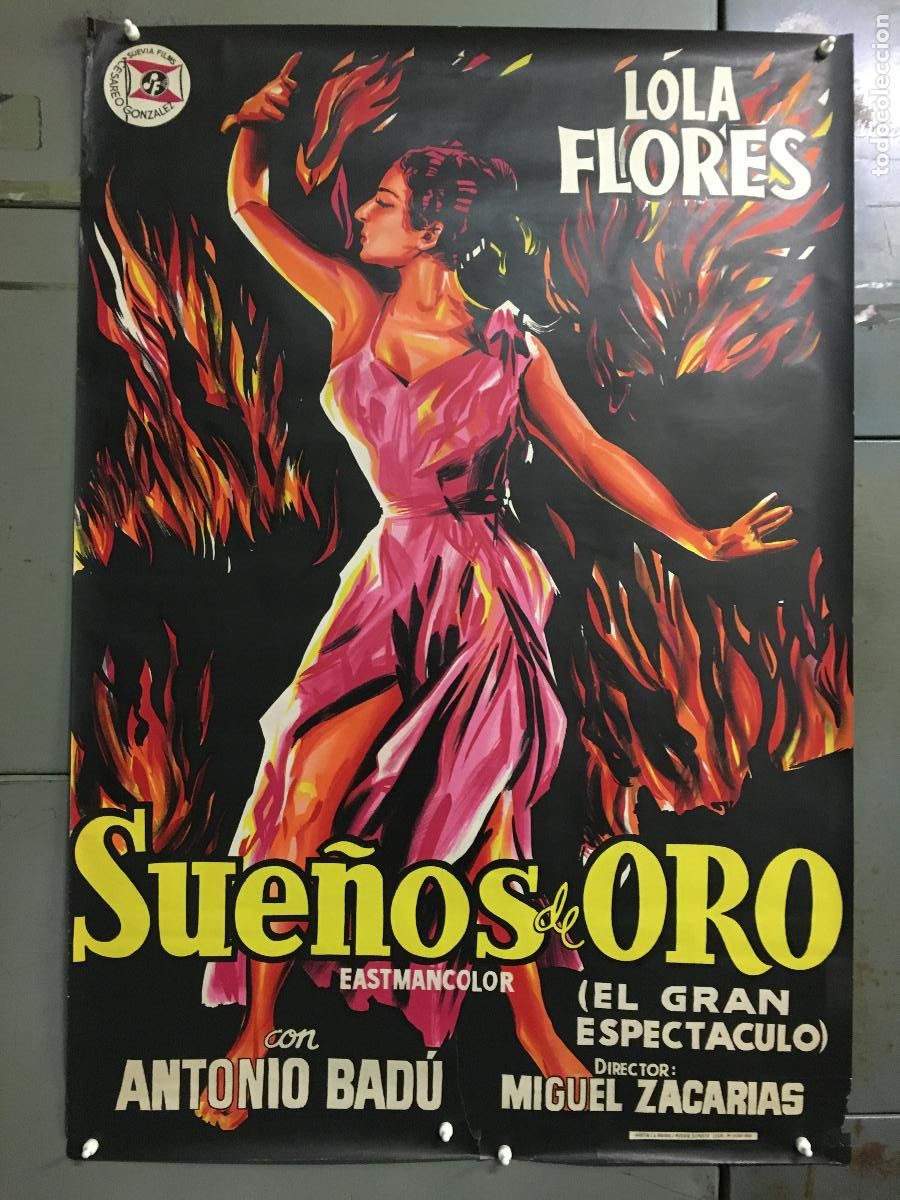 SUEVIA FILMS
CESAREO GONZALEZ
LOLA
FLORES
Sueños de ORO
EASTMANCOLOR
(EL GRAN
ESPECTACULO)
con
ANTONIO BADÚ
DIRECTOR:
MIGUEL ZACARIAS
todocoleccion